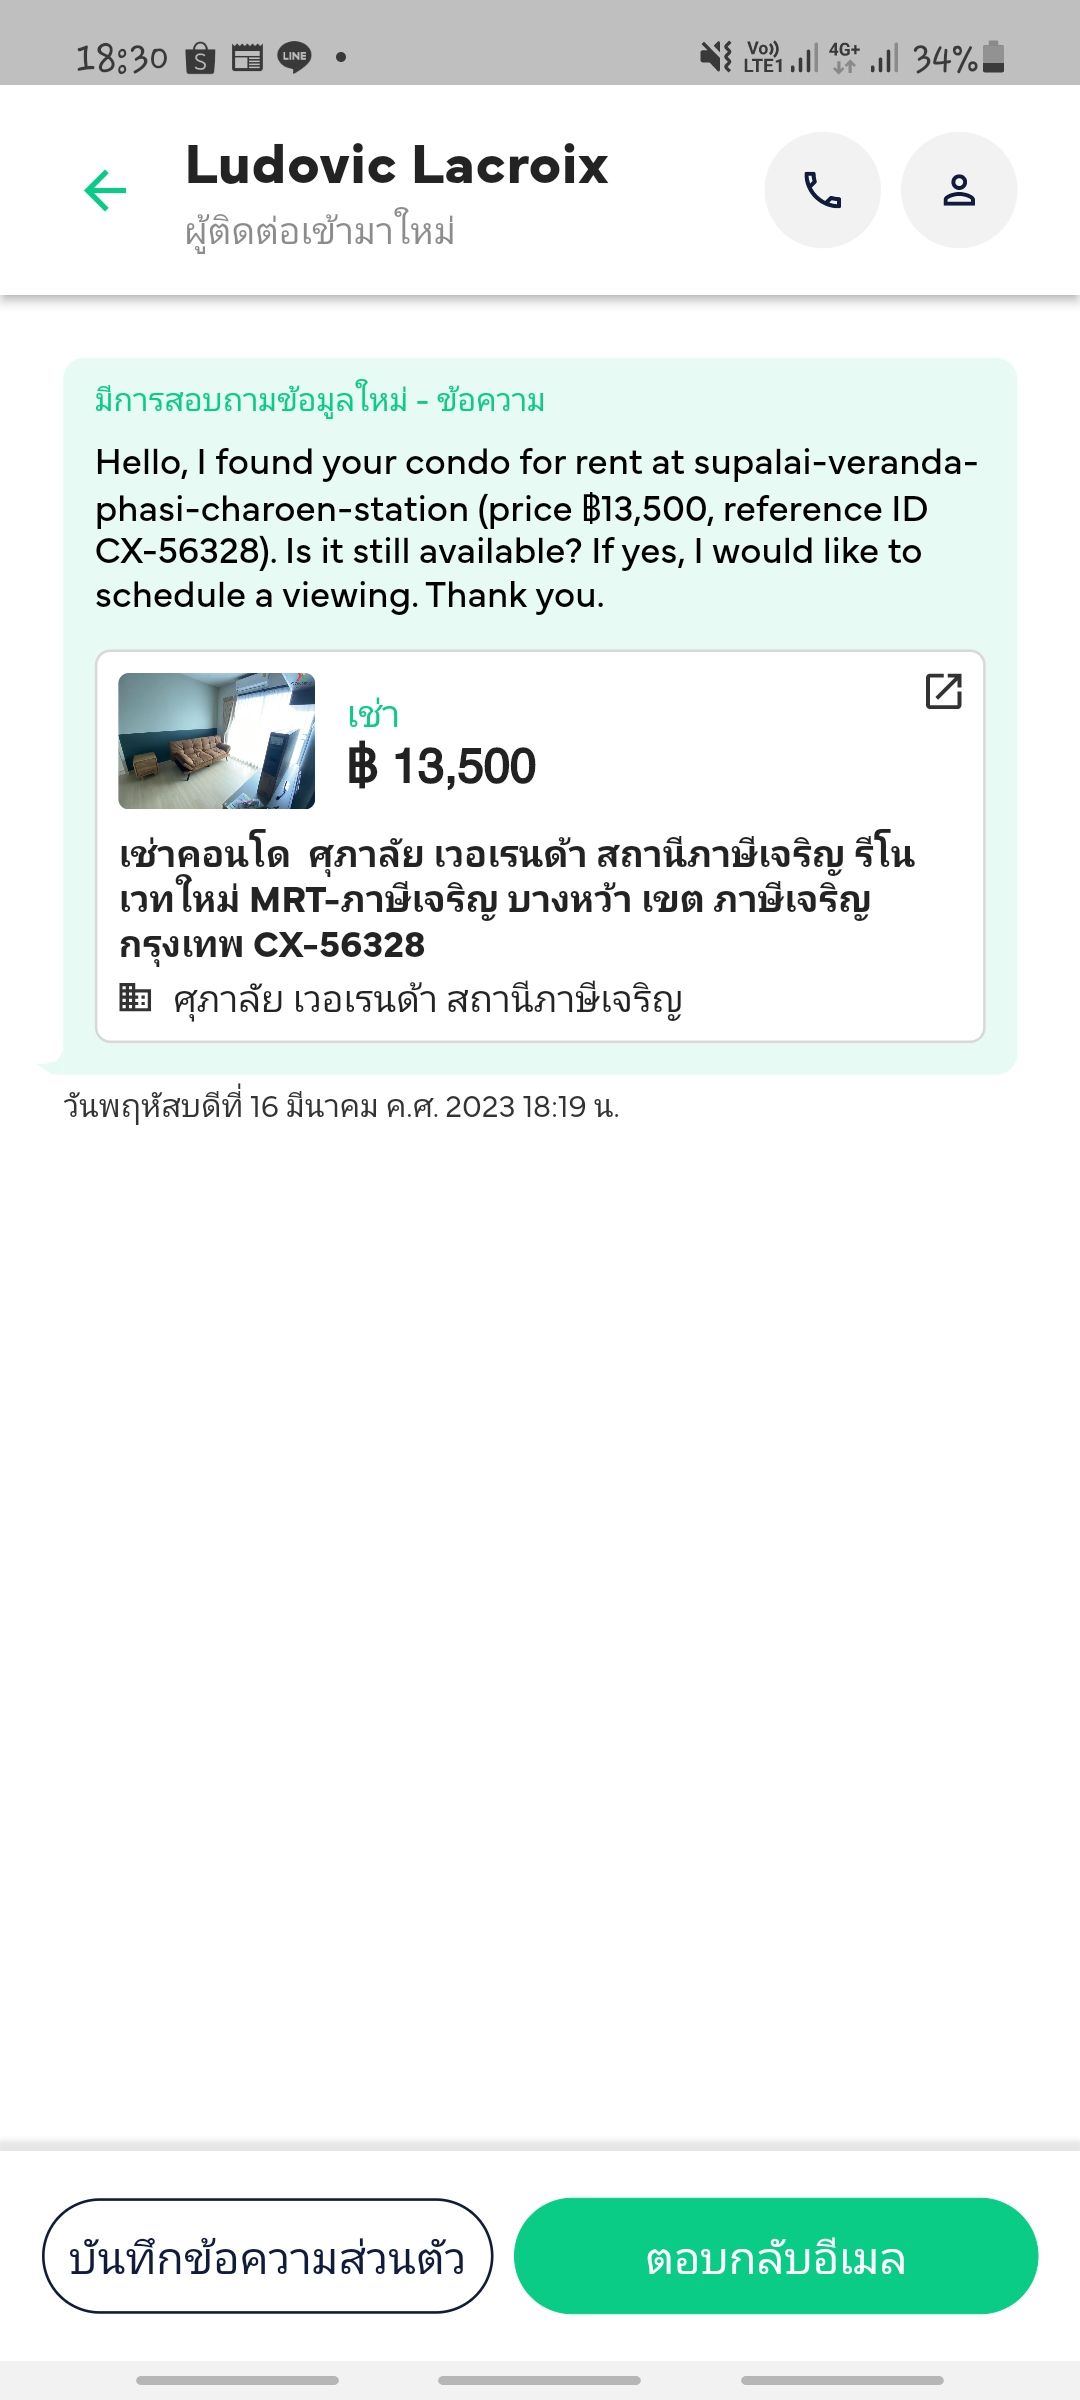 18:30
S
LINE
Vo))
LTE1
4G+
34%
Ludovic Lacroix
ผู้ติดต่อเข้ามาใหม่
มีการสอบถามข้อมูลใหม่ - ข้อความ
Hello, I found your condo for rent at supalai-veranda-
phasi-charoen-station (price ฿13,500, reference ID
CX-56328). Is it still available? If yes, I would like to
schedule a viewing. Thank you.
เช่า
฿ 13,500
เช่าคอนโด  ศุภาลัย เวอเรนด้า สถานีภาษีเจริญ รีโน
เวทใหม่ MRT-ภาษีเจริญ บางหว้า เขต ภาษีเจริญ
กรุงเทพ CX-56328
ศุภาลัย เวอเรนด้า สถานีภาษีเจริญ
วันพฤหัสบดีที่ 16 มีนาคม ค.ศ. 2023 18:19 น.
บันทึกข้อความส่วนตัว
ตอบกลับอีเมล